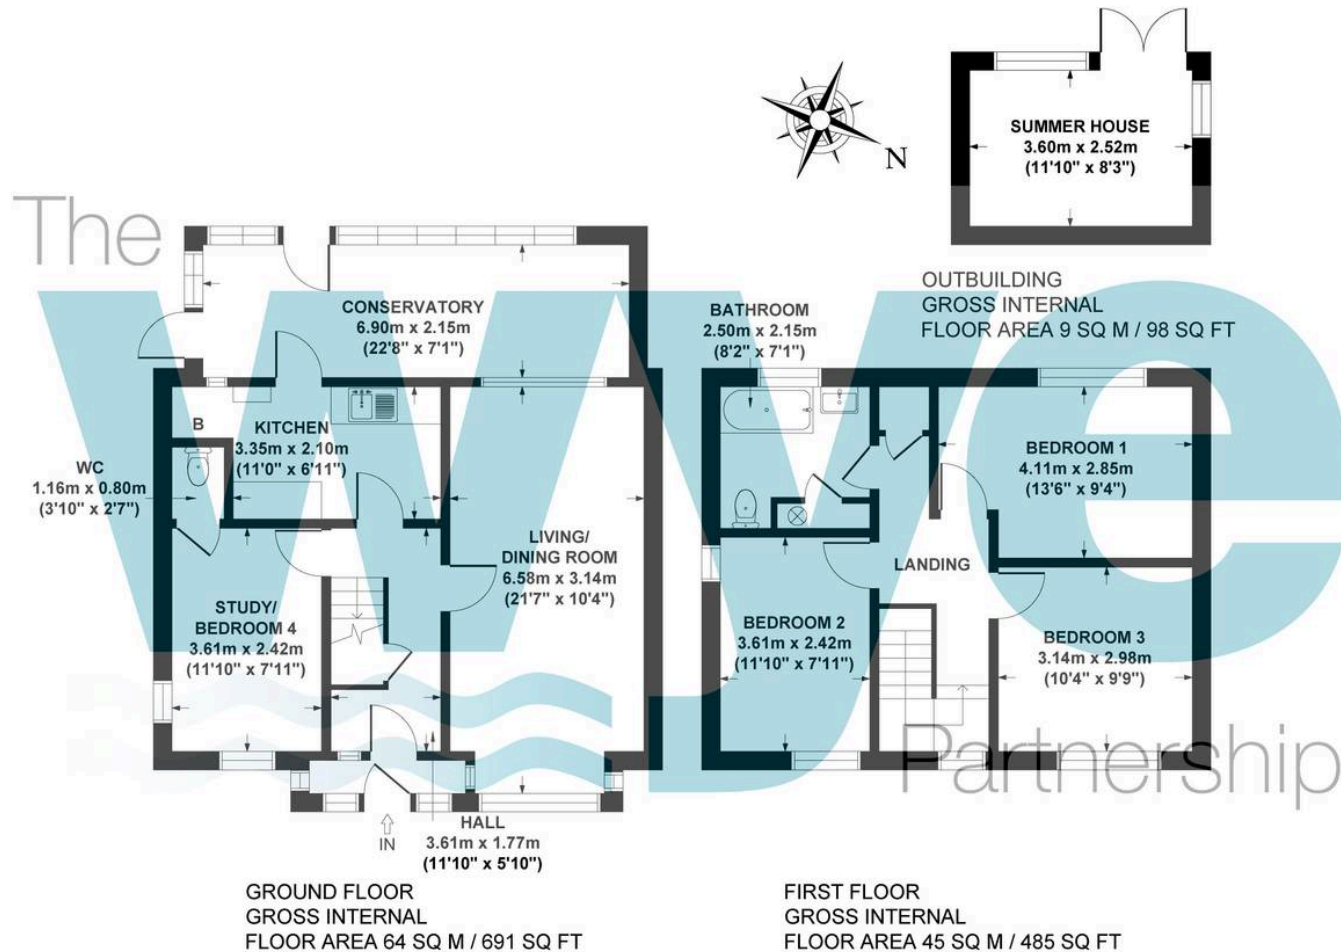 N
SUMMER HOUSE
3.60m x 2.52m
(11'10" x 8'3")
OUTBUILDING
GROSS INTERNAL
FLOOR AREA 9 SQ M / 98 SQ FT
The
wye
Partnership
CONSERVATORY
6.90m x 2.15m
(22'8" x 7'1")
B
KITCHEN
3.35m x 2.10m
(11'0" x 6'11")
WC
1.16m x 0.80m
(3'10" x 2'7")
LIVING/
DINING ROOM
6.58m x 3.14m
(21'7" x 10'4")
STUDY/
BEDROOM 4
3.61m x 2.42m
(11'10" x 7'11")
IN
HALL
3.61m x 1.77m
(11'10" x 5'10")
GROUND FLOOR
GROSS INTERNAL
FLOOR AREA 64 SQ M / 691 SQ FT
BATHROOM
2.50m x 2.15m
(8'2" x 7'1")
BEDROOM 1
4.11m x 2.85m
(13'6" x 9'4")
LANDING
BEDROOM 2
3.61m x 2.42m
(11'10" x 7'11")
BEDROOM 3
3.14m x 2.98m
(10'4" x 9'9")
FIRST FLOOR
GROSS INTERNAL
FLOOR AREA 45 SQ M / 485 SQ FT